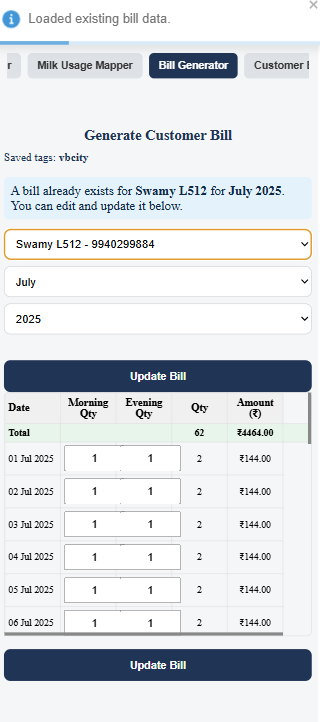 Loaded existing bill data.
r Milk Usage Mapper Bill Generator Customer
Generate Customer Bill
Saved tags: vbcity
A bill already exists for Swamy L512 for July 2025.
You can edit and update it below.
Swamy L512 - 9940299884
July
2025
Update Bill
Date Morning Qty Evening Qty Qty Amount (₹)
Total 62 ₹4464.00
01 Jul 2025 1 1 2 ₹144.00
02 Jul 2025 1 1 2 ₹144.00
03 Jul 2025 1 1 2 ₹144.00
04 Jul 2025 1 1 2 ₹144.00
05 Jul 2025 1 1 2 ₹144.00
06 Jul 2025 1 1 2 ₹144.00
Update Bill